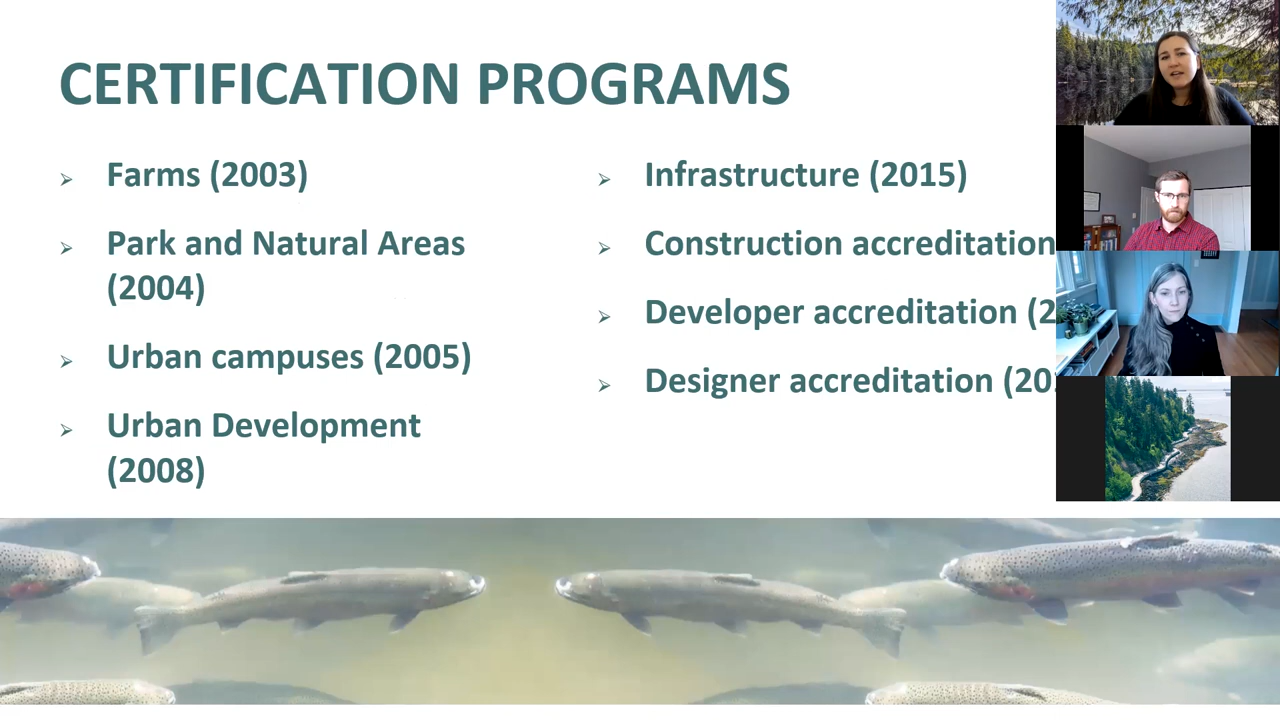 CERTIFICATION PROGRAMS
Farms (2003)
Park and Natural Areas
(2004)
Urban campuses (2005)
Urban Development
(2008)
Infrastructure (2015)
Construction accreditation
Developer accreditation (2
Designer accreditation (20